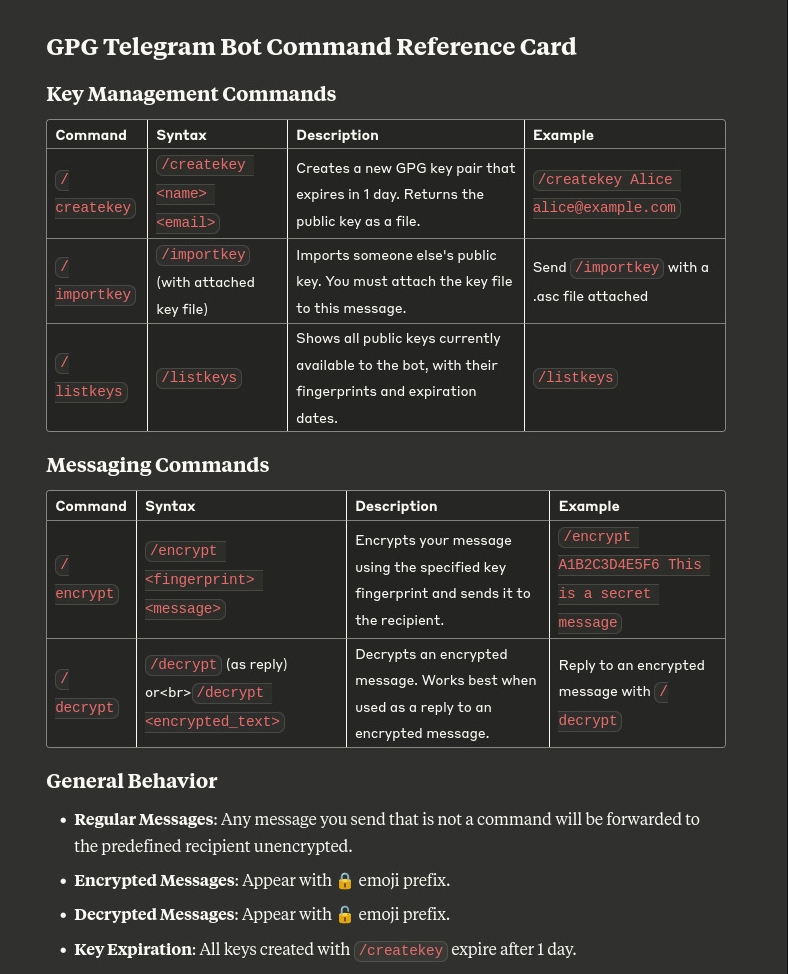 GPG Telegram Bot Command Reference Card
Key Management Commands
Command Syntax Description Example
/
createkey
/createkey
<name>
<email>
Creates a new GPG key pair that
expires in 1 day. Returns the
public key as a file.
/createkey Alice
alice@example.com
/
importkey
/importkey
(with attached
key file)
Imports someone else's public
key. You must attach the key file
to this message.
Send /importkey with a
.asc file attached
/
listkeys
/listkeys
Shows all public keys currently
available to the bot, with their
fingerprints and expiration
dates.
/listkeys
Messaging Commands
Command Syntax Description Example
/
encrypt
/encrypt
<fingerprint>
<message>
Encrypts your message
using the specified key
fingerprint and sends it to
the recipient.
/encrypt
A1B2C3D4E5F6 This
is a secret
message
/
decrypt
/decrypt (as reply)
or<br>/decrypt
<encrypted_text>
Decrypts an encrypted
message. Works best when
used as a reply to an
encrypted message.
Reply to an encrypted
message with /
decrypt
General Behavior
• Regular Messages: Any message you send that is not a command will be forwarded to
the predefined recipient unencrypted.
• Encrypted Messages: Appear with 🔒 emoji prefix.
• Decrypted Messages: Appear with 🔓 emoji prefix.
• Key Expiration: All keys created with /createkey expire after 1 day.